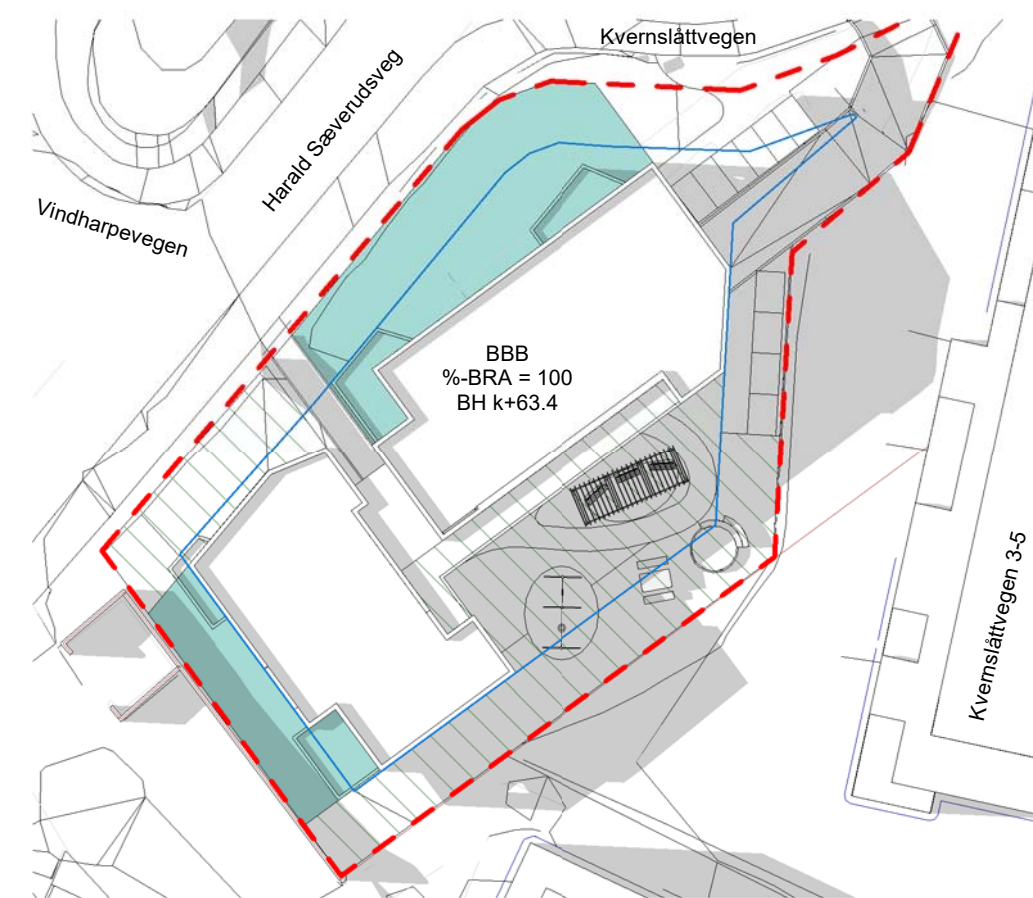 Kvernslåttvegen
Harald Sæverudsveg
Vindharpevegen
BBB
%-BRA = 100
BH k+63.4
Kvernslåttvegen 3-5